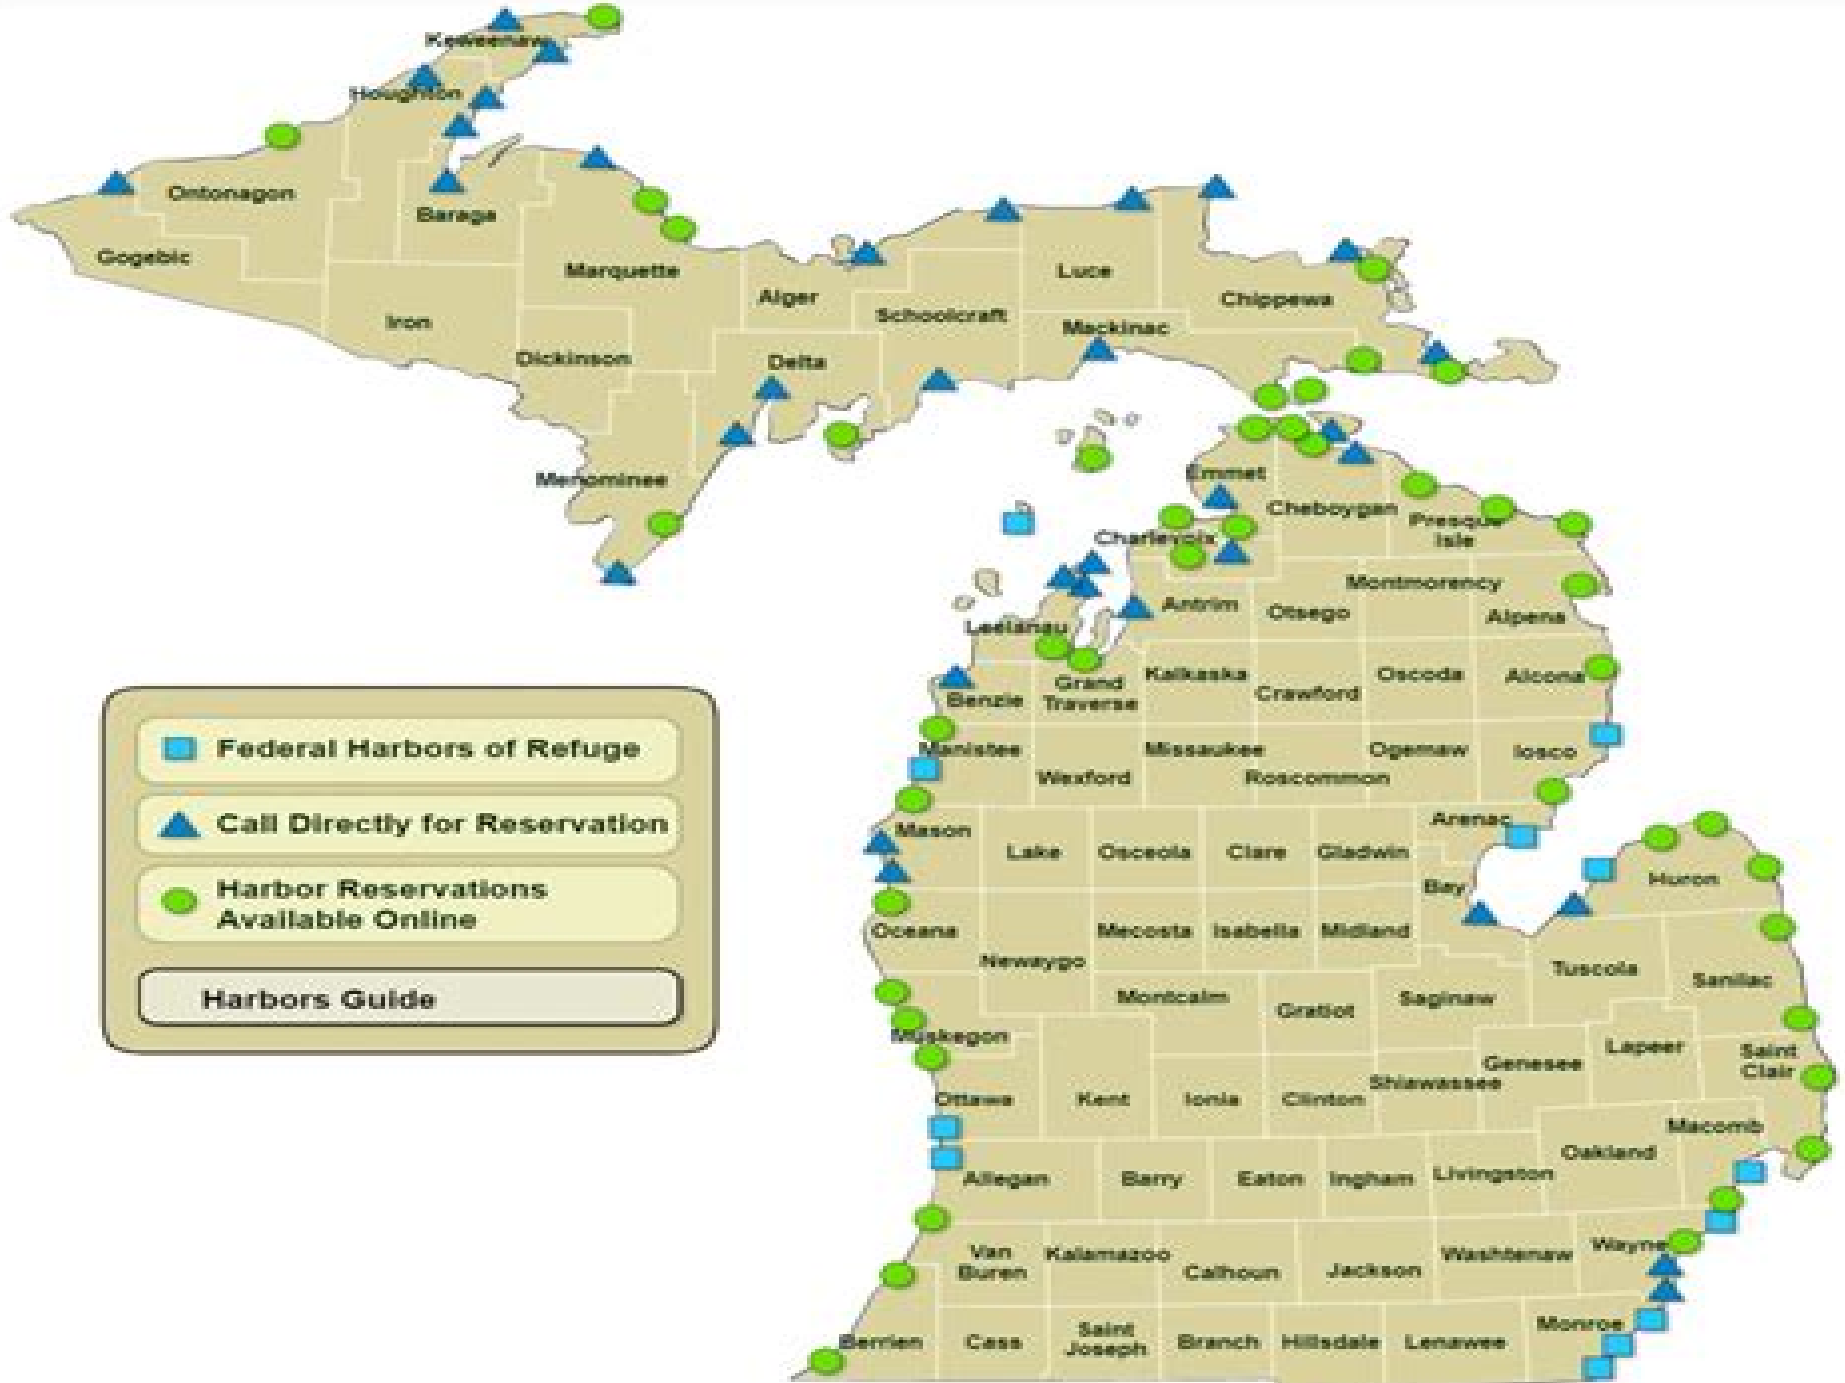 Keweenaw
Houghton
Ontonagon
Baraga
Gogebic
Marquette
Luce
Alger
Chippewa
Schoolcraft
Iron
Mackinac
Dickinson
Delta
Menominee
Emmet
Cheboygan
Presque
Isle
Charlevoix
Montmorency
Antrim
Otsego
Alpena
Leelanau
Kalkaska
Oscoda
Alcona
Grand
Traverse
Crawford
Benzie
Manistee
Missaukee
Ogemaw
Iosco
Wexford
Roscommon
Federal Harbors of Refuge
Call Directly for Reservation
Harbor Reservations
Available Online
Harbors Guide
Arenac
Mason
Lake
Osceola
Clare
Gladwin
Bay
Huron
Oceana
Mecosta
Isabella
Midland
Newaygo
Tuscola
Sanilac
Montcalm
Gratiot
Saginaw
Muskegon
Genesee
Lapeer
Saint
Clair
Shiawassee
Ottawa
Kent
Ionia
Clinton
Macomb
Oakland
Allegan
Barry
Eaton
Ingham
Livingston
Van
Buren
Kalamazoo
Calhoun
Jackson
Washtenaw
Wayne
Berrien
Cass
Saint
Joseph
Branch
Hillsdale
Lenawee
Monroe